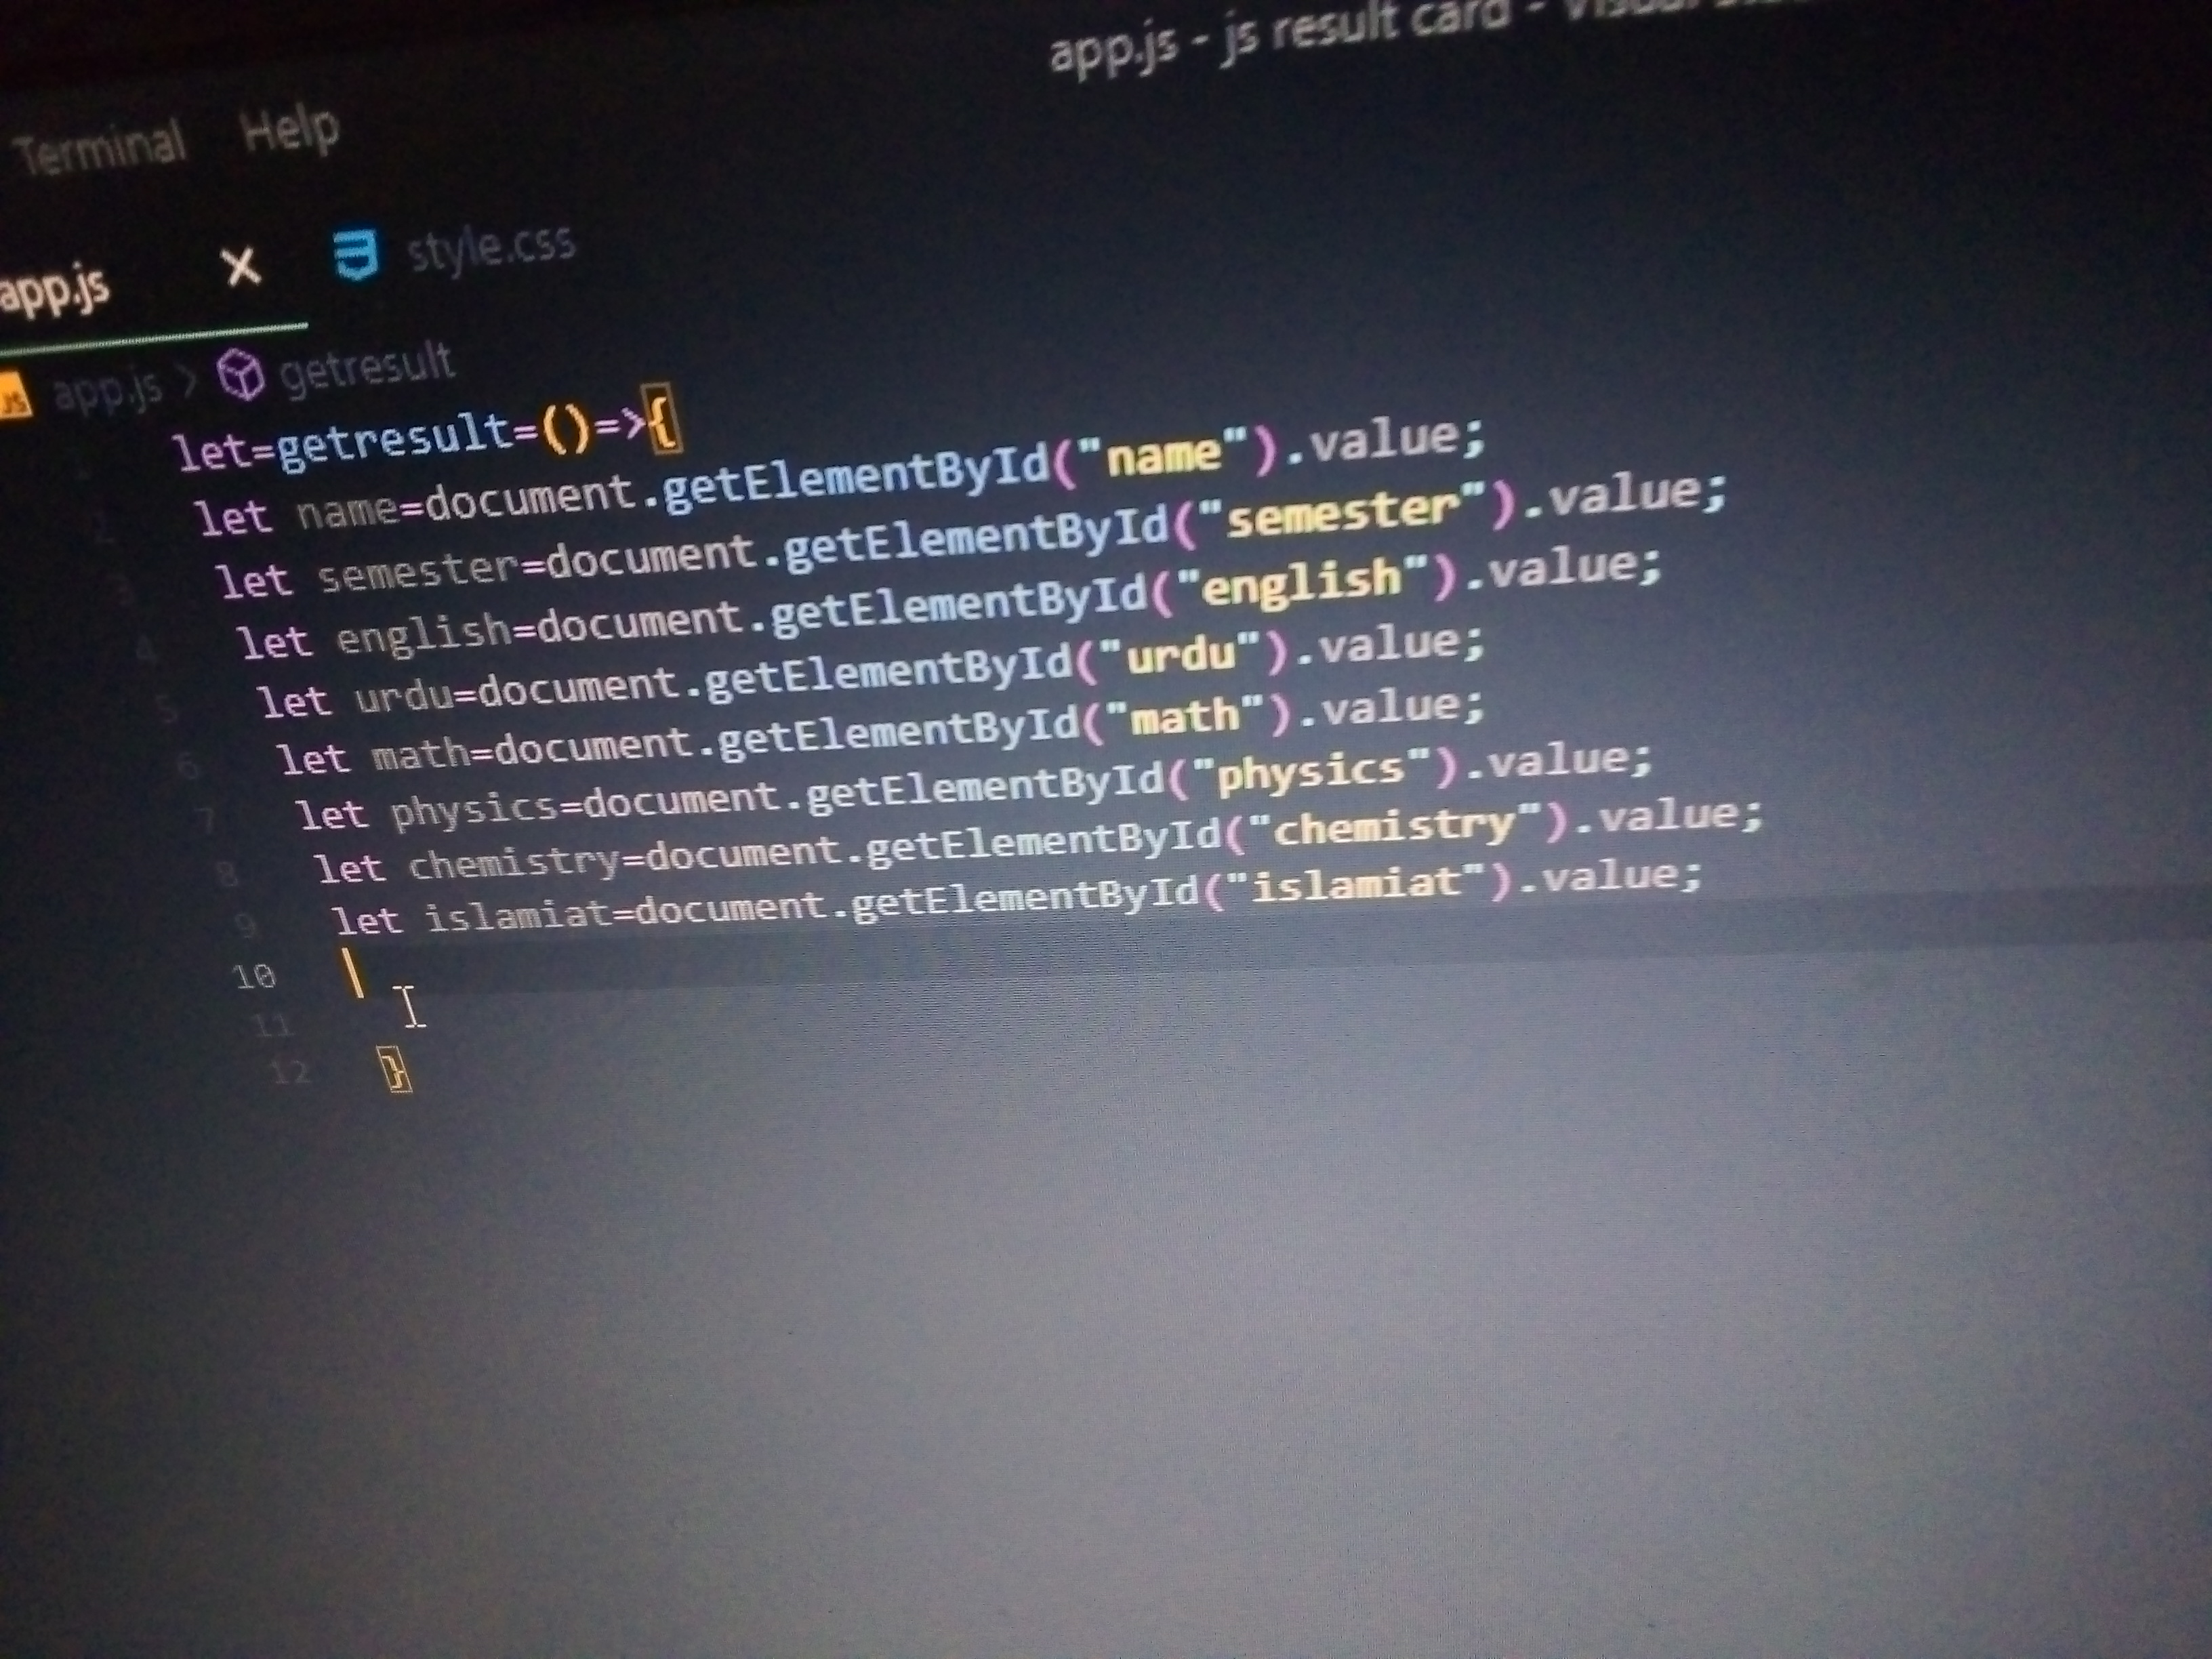 app.js - js result card -
Terminal Help
app.js style.css
JS app.js > getresult
let=getresult=()=>{
2 let name=document.getElementById("name").value;
3 let semester=document.getElementById("semester").value;
4 let english=document.getElementById("english").value;
5 let urdu=document.getElementById("urdu").value;
6 let math=document.getElementById("math").value;
7 let physics=document.getElementById("physics").value;
8 let chemistry=document.getElementById("chemistry").value;
9 let islamiat=document.getElementById("islamiat").value;
10
11
12 }